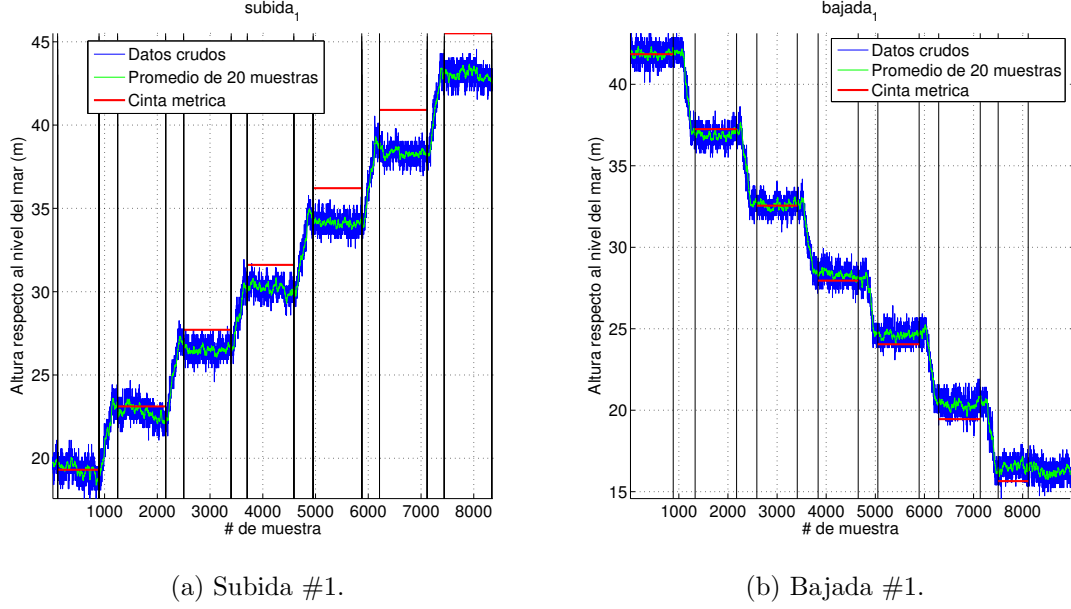 subida1
Altura respecto al nivel del mar (m)
45
40
35
30
25
20
Datos crudos
Promedio de 20 muestras
Cinta metrica
1000 2000 3000 4000 5000 6000 7000 8000
# de muestra
(a) Subida #1.
bajada1
Altura respecto al nivel del mar (m)
40
35
30
25
20
15
Datos crudos
Promedio de 20 muestras
Cinta metrica
1000 2000 3000 4000 5000 6000 7000 8000
# de muestra
(b) Bajada #1.